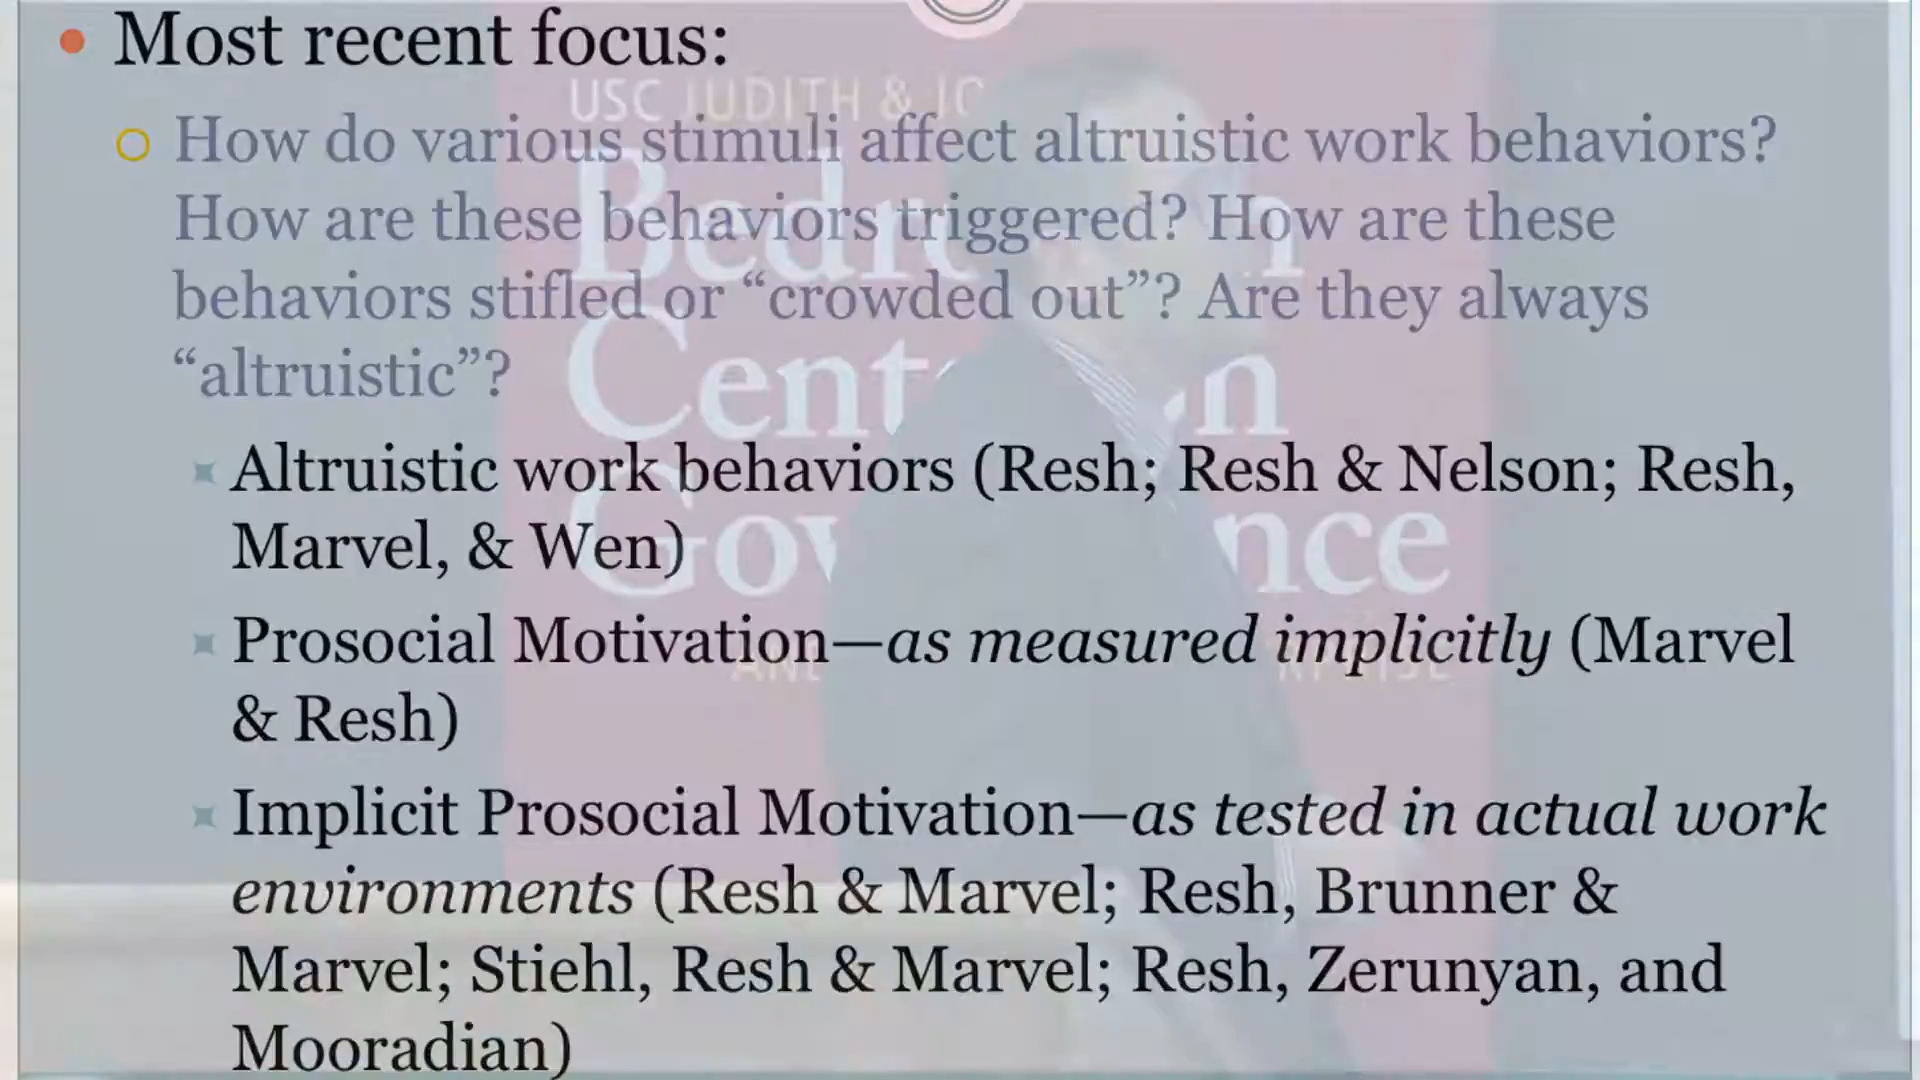 Most recent focus:
How do various stimuli affect altruistic work behaviors?
How are these behaviors triggered? How are these
behaviors stifled or “crowded out”? Are they always
“altruistic”?
Altruistic work behaviors (Resh; Resh & Nelson; Resh,
Marvel, & Wen)
Prosocial Motivation—as measured implicitly (Marvel
& Resh)
Implicit Prosocial Motivation—as tested in actual work
environments (Resh & Marvel; Resh, Brunner &
Marvel; Stiehl, Resh & Marvel; Resh, Zerunyan, and
Mooradian)
USC JUDITH &